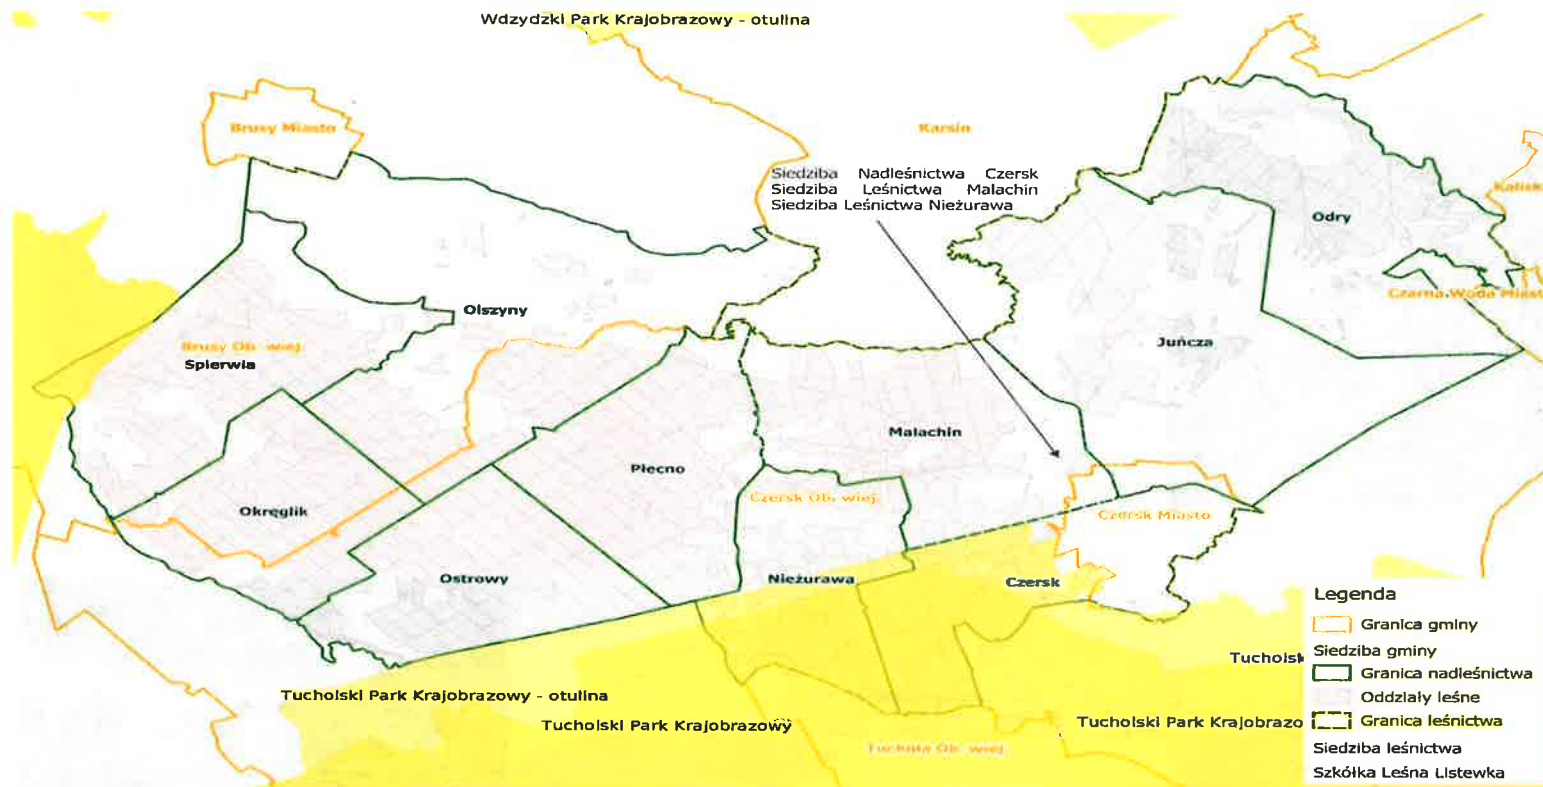 Wdzydzki Park Krajobrazowy - otulina
Brusy Miasto
Karsin
Siedziba Nadleśnictwa Czersk
Siedziba Leśnictwa Malachin
Siedziba Leśnictwa Nieżurawa
Odry
Czarna Woda Miast
Olszyny
Brusy Ob. wiej.
Spierwia
Juńcza
Malachin
Płecno
Czersk Ob. wiej.
Okręglik
Czersk Miasto
Ostrowy
Nieżurawa
Czersk
Legenda
Granica gminy
Siedziba gminy
Granica nadleśnictwa
Oddziały leśne
Granica leśnictwa
Siedziba leśnictwa
Szkółka Leśna Listewka
Tucholsk
Tucholski Park Krajobrazowy - otulina
Tucholski Park Krajobrazowy
Tucholski Park Krajobrazo
Tuchola Ob. wiej.